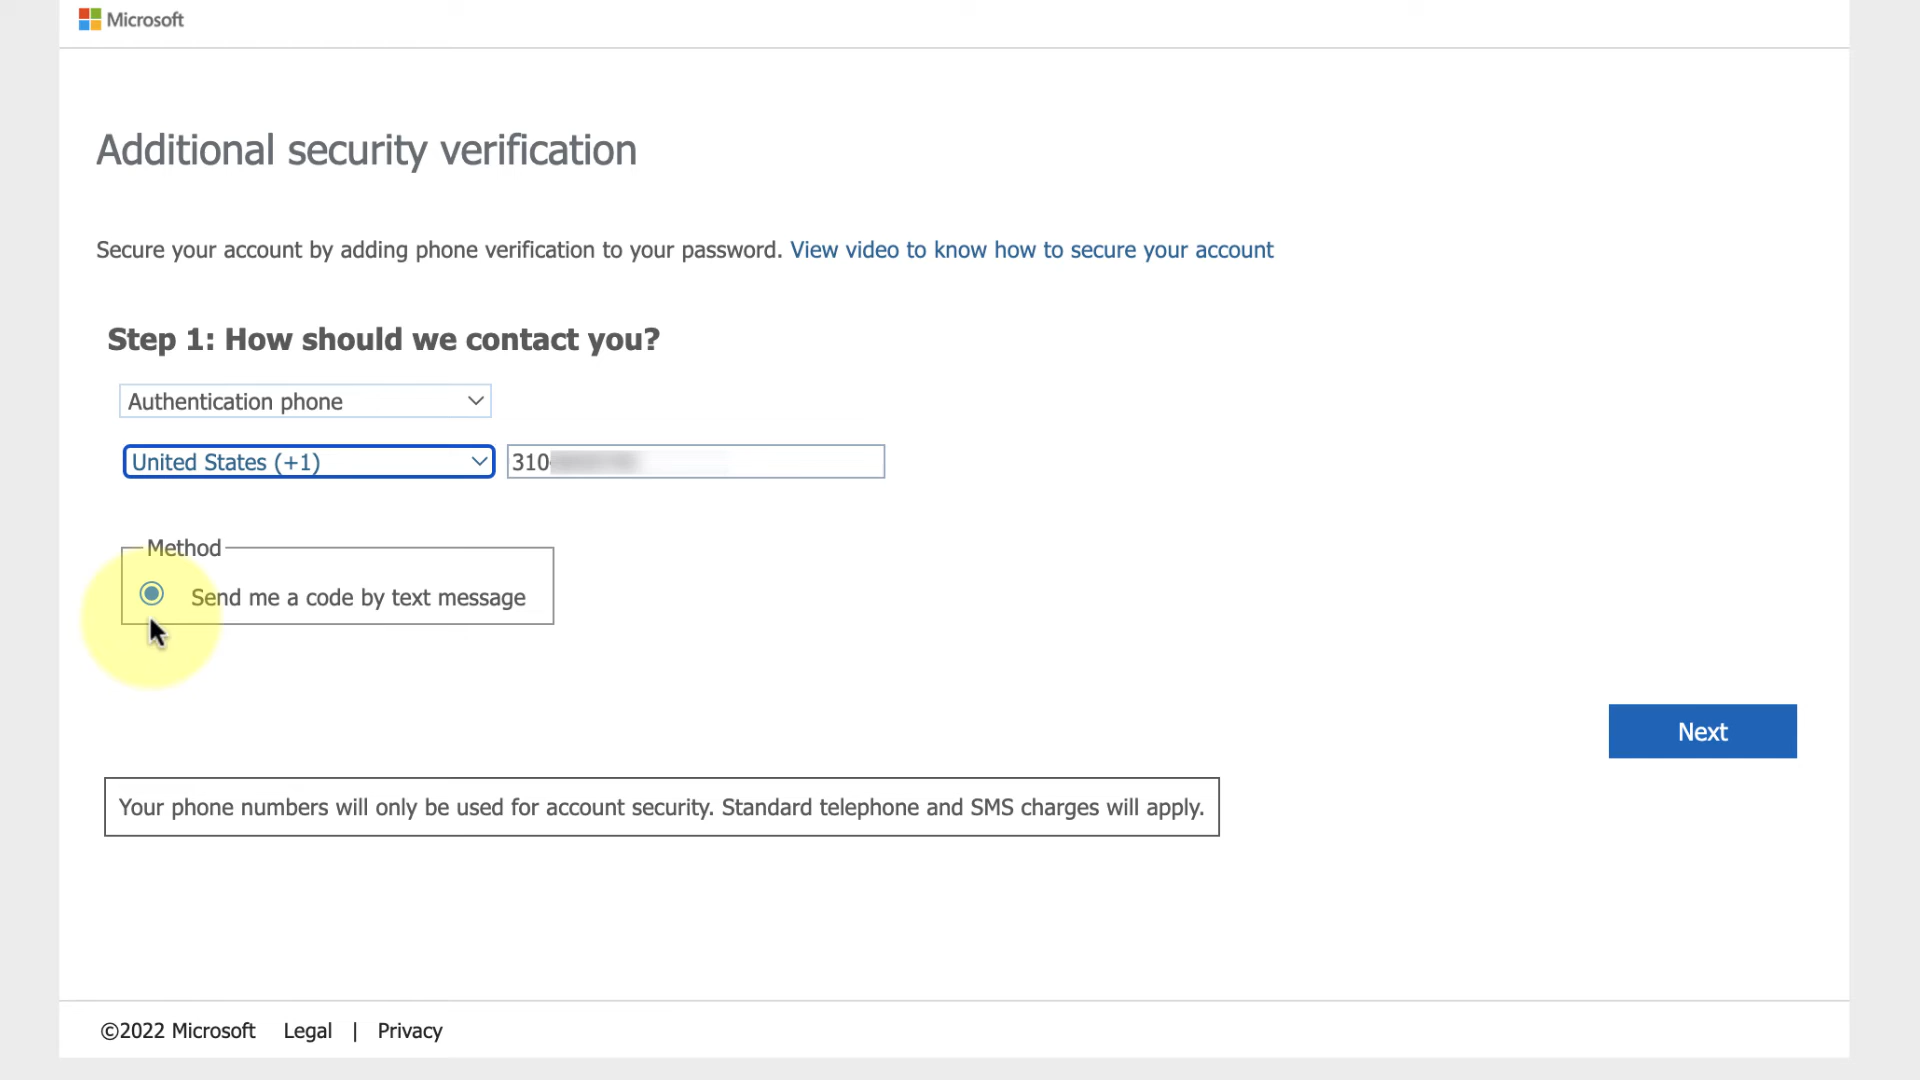 Microsoft
Additional security verification
Secure your account by adding phone verification to your password. View video to know how to secure your account
Step 1: How should we contact you?
Authentication phone
United States (+1)
310
Method
Send me a code by text message
Next
Your phone numbers will only be used for account security. Standard telephone and SMS charges will apply.
©2022 Microsoft Legal | Privacy